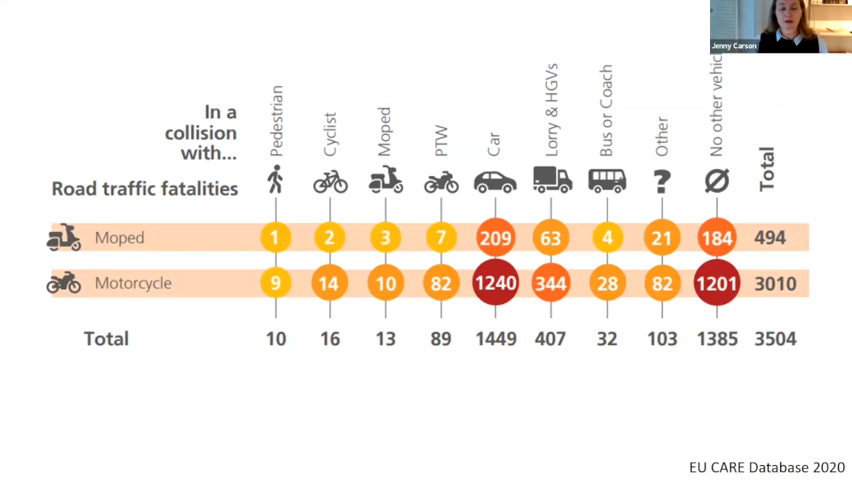 Jenny Carson
In a
collision
with...
Pedestrian
Cyclist
Moped
PTW
Car
Lorry & HGVs
Bus or Coach
Other
No other vehic
Total
Road traffic fatalities
?
Moped 1 2 3 7 209 63 4 21 184 494
Motorcycle 9 14 10 82 1240 344 28 82 1201 3010
Total 10 16 13 89 1449 407 32 103 1385 3504
EU CARE Database 2020